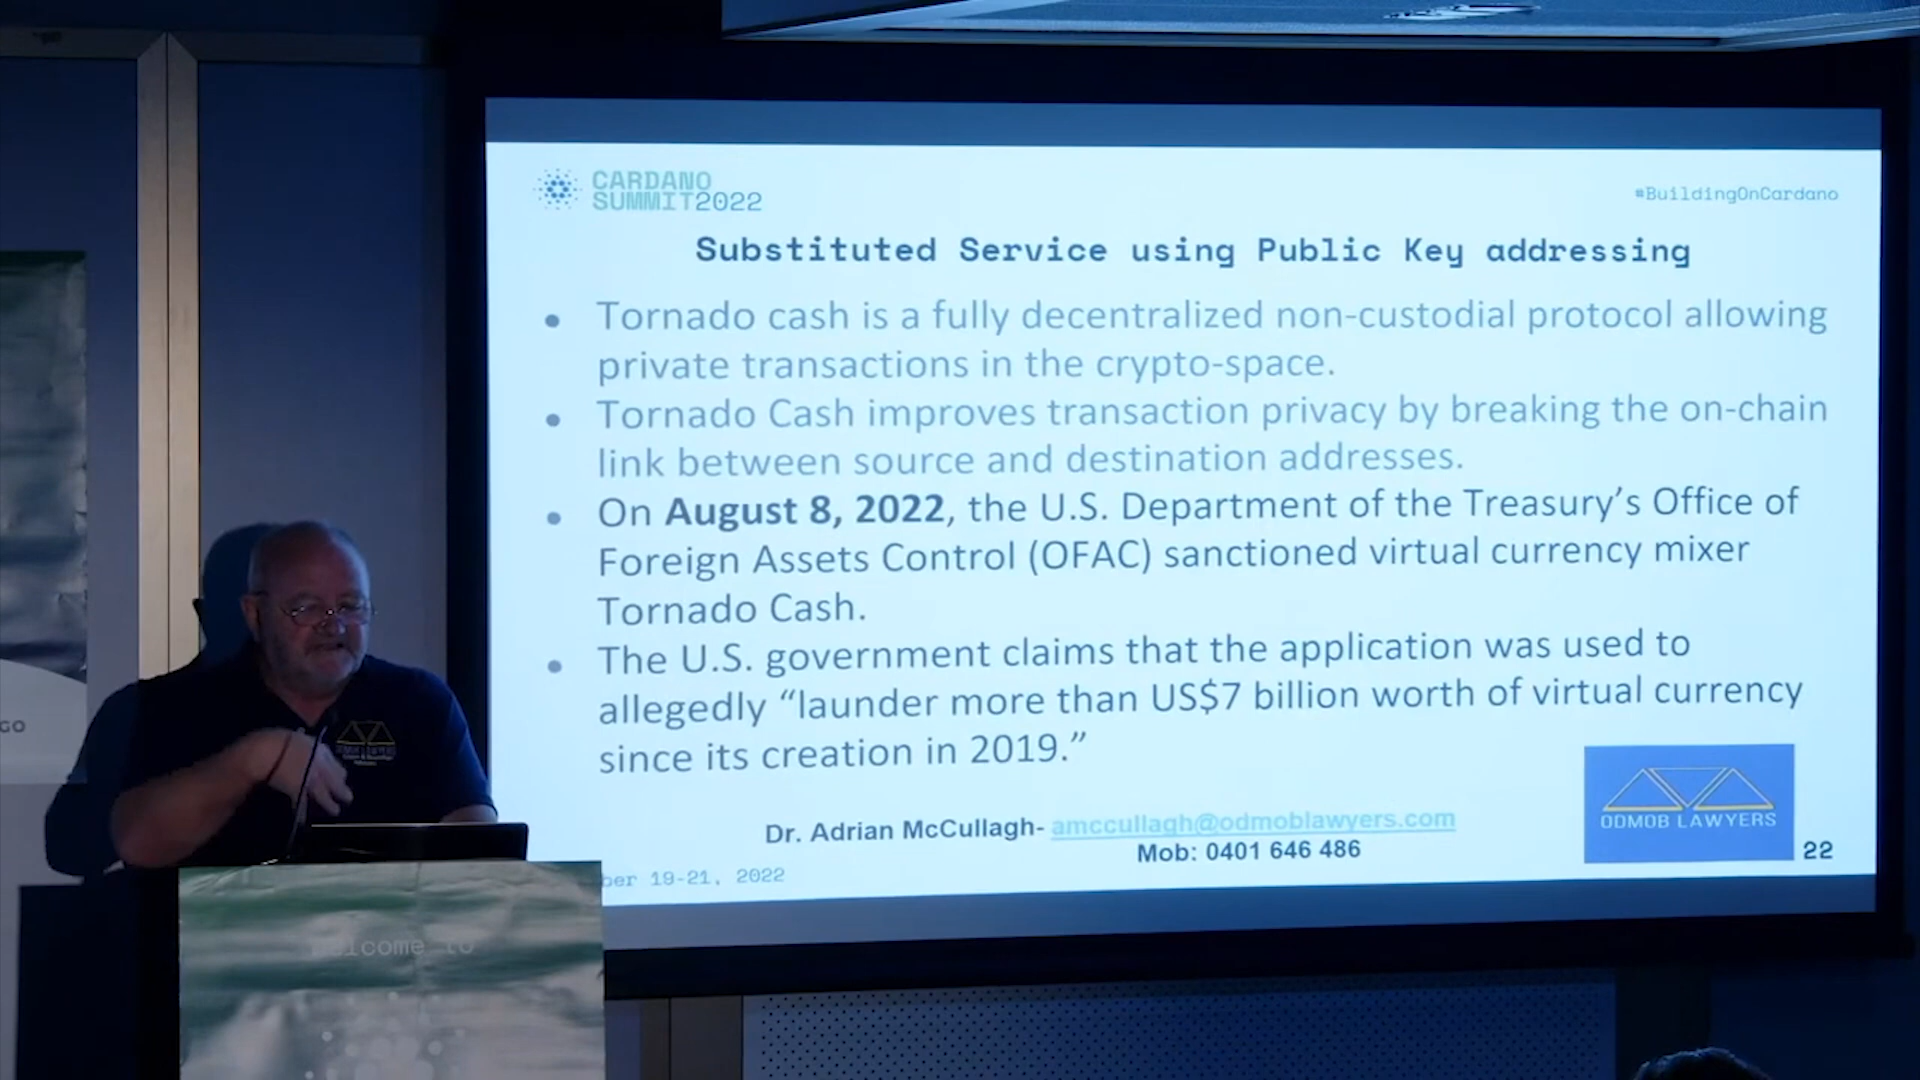 CARDANO
SUMMIT2022
#BuildingOnCardano
Substituted Service using Public Key addressing
• Tornado cash is a fully decentralized non-custodial protocol allowing
private transactions in the crypto-space.
• Tornado Cash improves transaction privacy by breaking the on-chain
link between source and destination addresses.
• On August 8, 2022, the U.S. Department of the Treasury’s Office of
Foreign Assets Control (OFAC) sanctioned virtual currency mixer
Tornado Cash.
• The U.S. government claims that the application was used to
allegedly “launder more than US$7 billion worth of virtual currency
since its creation in 2019.”
Dr. Adrian McCullagh- amccullagh@odmoblawyers.com
Mob: 0401 646 486
ODMOB LAWYERS
22
ber 19-21, 2022
GO
ODMOB LAWYERS
elcome to